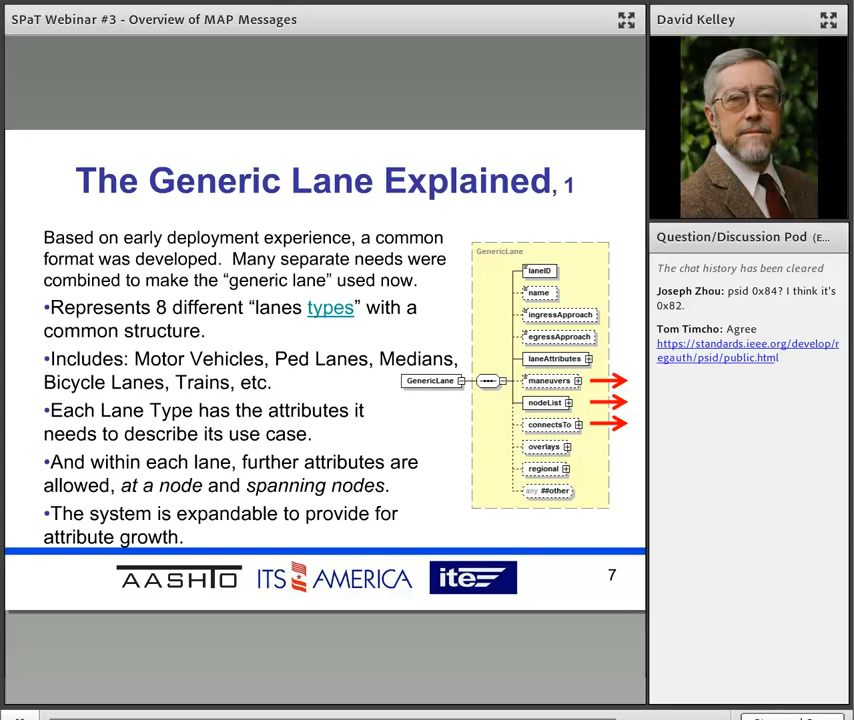 SPaT Webinar #3 - Overview of MAP Messages
David Kelley
The Generic Lane Explained, 1
Based on early deployment experience, a common
format was developed.  Many separate needs were
combined to make the “generic lane” used now.
•Represents 8 different “lanes types” with a
common structure.
•Includes: Motor Vehicles, Ped Lanes, Medians,
Bicycle Lanes, Trains, etc.
•Each Lane Type has the attributes it
needs to describe its use case.
•And within each lane, further attributes are
allowed, at a node and spanning nodes.
•The system is expandable to provide for
attribute growth.
GenericLane
GenericLane
laneID
name
ingressApproach
egressApproach
laneAttributes
maneuvers
nodeList
connectsTo
overlays
regional
any ##other
AASHTO
ITS AMERICA
ite
7
Question/Discussion Pod (E...
The chat history has been cleared
Joseph Zhou: psid 0x84? I think it's
0x82.
Tom Timcho: Agree
https://standards.ieee.org/develop/r
egauth/psid/public.html